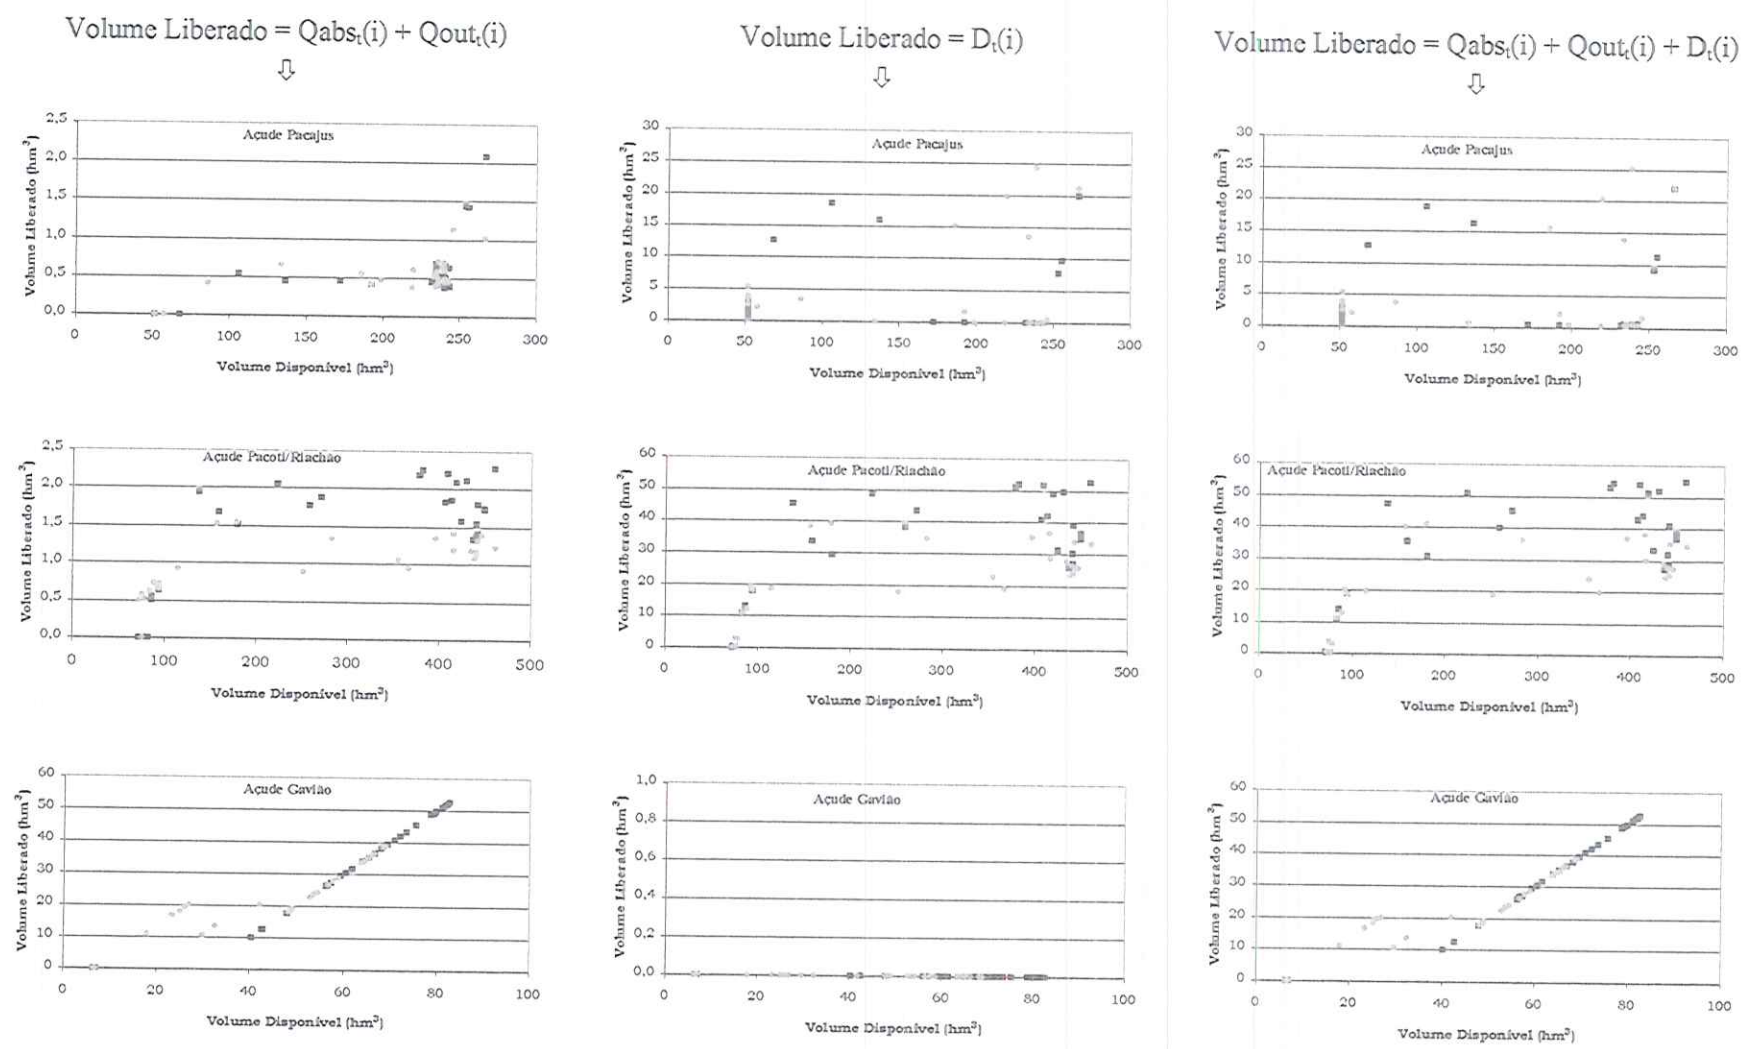 Volume Liberado = Qabsₜ(i) + Qoutₜ(i)
Volume Liberado = Dₜ(i)
Volume Liberado = Qabsₜ(i) + Qoutₜ(i) + Dₜ(i)
Açude Pacajus
Volume Liberado (hm³)
2,5
2,0
1,5
1,0
0,5
0,0
0 50 100 150 200 250 300
Volume Disponível (hm³)
Açude Pacajus
Volume Liberado (hm³)
30
25
20
15
10
5
0
0 50 100 150 200 250 300
Volume Disponível (hm³)
Açude Pacajus
Volume Liberado (hm³)
30
25
20
15
10
5
0
0 50 100 150 200 250 300
Volume Disponível (hm³)
Açude Pacoti/Riachão
Volume Liberado (hm³)
2,5
2,0
1,5
1,0
0,5
0,0
0 100 200 300 400 500
Volume Disponível (hm³)
Açude Pacoti/Riachão
Volume Liberado (hm³)
60
50
40
30
20
10
0
0 100 200 300 400 500
Volume Disponível (hm³)
Açude Pacoti/Riachão
Volume Liberado (hm³)
60
50
40
30
20
10
0
0 100 200 300 400 500
Volume Disponível (hm³)
Açude Gavião
Volume Liberado (hm³)
60
50
40
30
20
10
0
0 20 40 60 80 100
Volume Disponível (hm³)
Açude Gavião
Volume Liberado (hm³)
1,0
0,8
0,6
0,4
0,2
0,0
0 20 40 60 80 100
Volume Disponível (hm³)
Açude Gavião
Volume Liberado (hm³)
60
50
40
30
20
10
0
0 20 40 60 80 100
Volume Disponível (hm³)